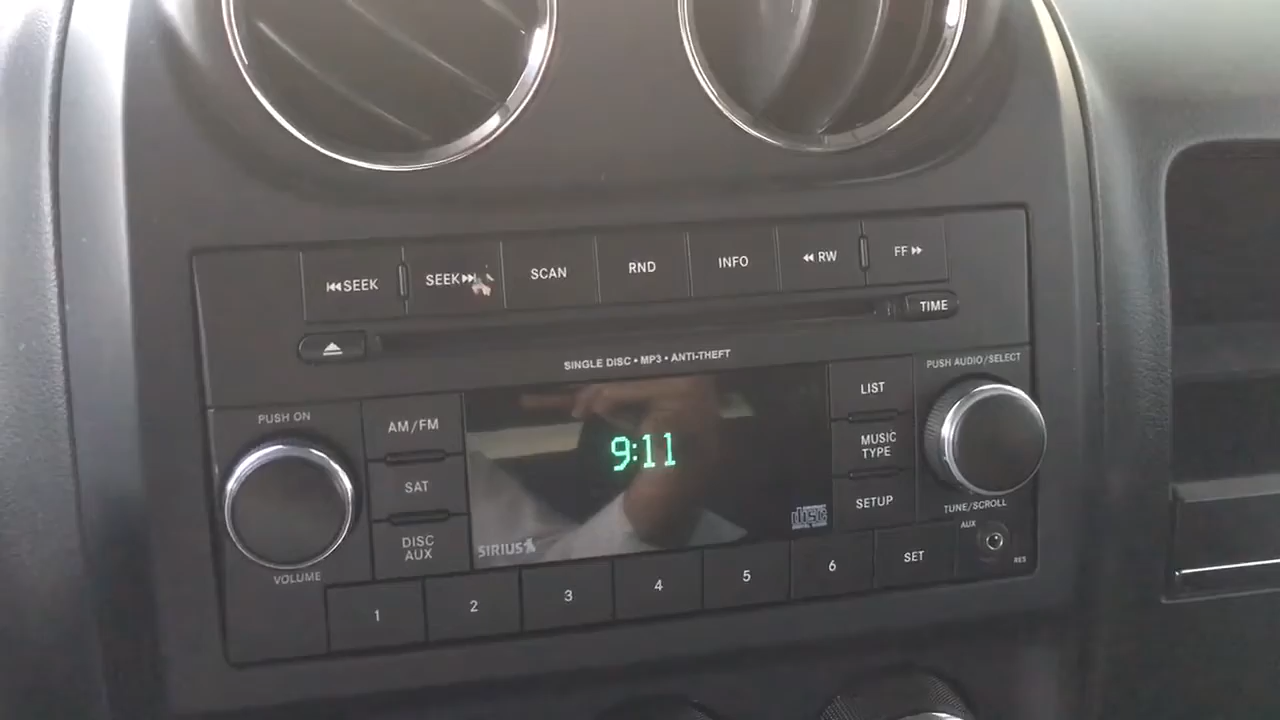 SEEK
SEEK
SCAN
RND
INFO
RW
FF
TIME
SINGLE DISC • MP3 • ANTI-THEFT
PUSH AUDIO/SELECT
PUSH ON
AM/FM
SAT
DISC
AUX
VOLUME
9:11
SIRIUS
disc
LIST
MUSIC
TYPE
SETUP
TUNE/SCROLL
AUX
RES
1
2
3
4
5
6
SET